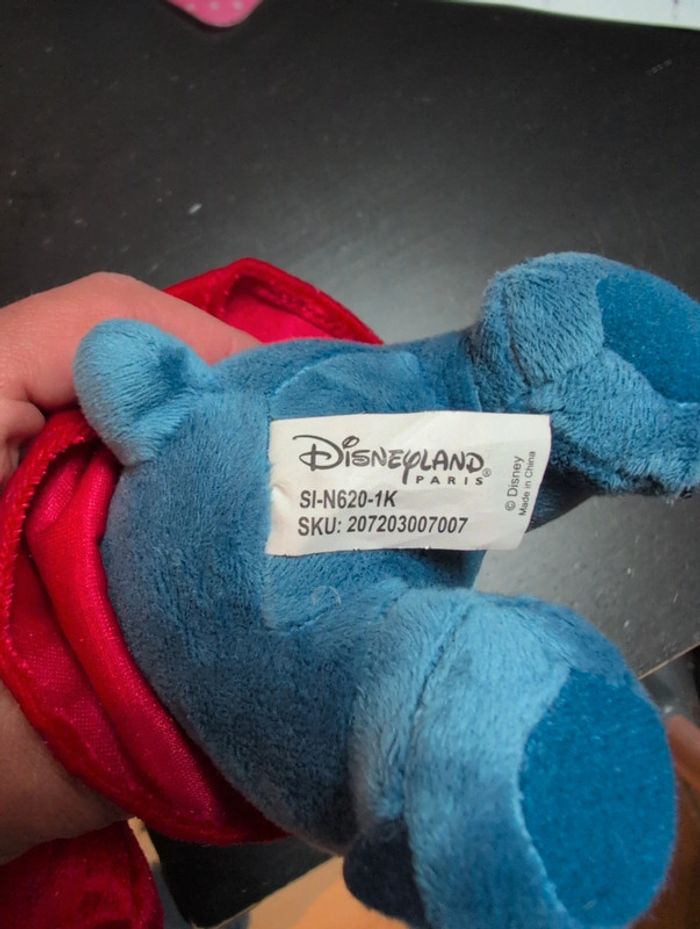 DISNEYLAND®
PARIS
SI-N620-1K
SKU: 207203007007
© Disney
Made in China